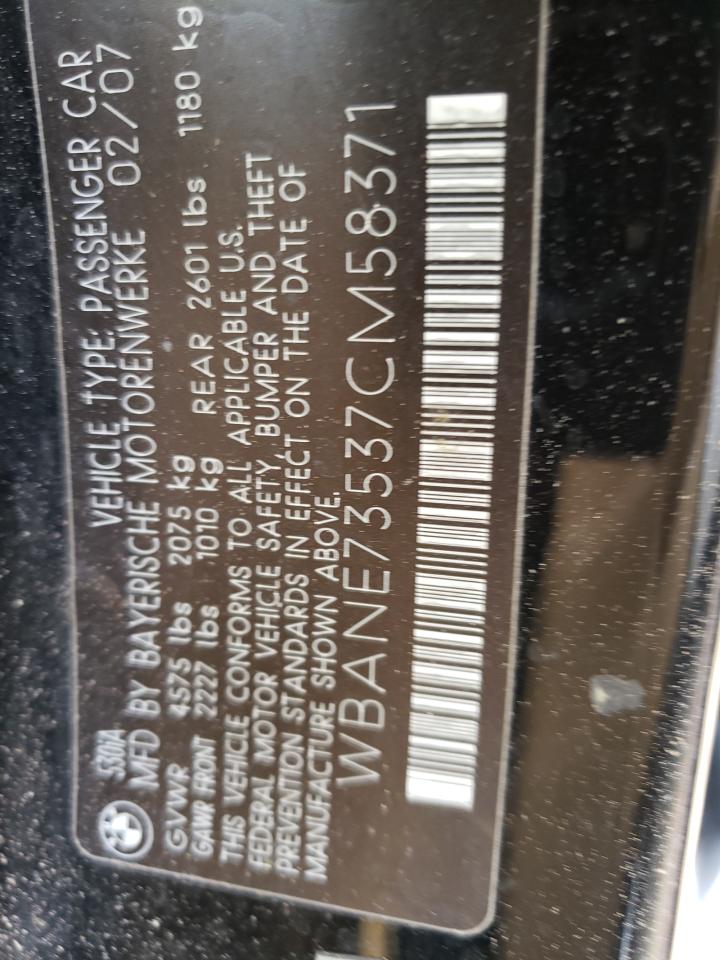 5301A
VEHICLE TYPE: PASSENGER CAR
MFD BY BAYERISCHE MOTORENWERKE 02/07
GVWR 4575 lbs 2075 kg
GAWR FRONT 2227 lbs 1010 kg REAR 2601 lbs 1180 kg
THIS VEHICLE CONFORMS TO ALL APPLICABLE U.S.
FEDERAL MOTOR VEHICLE SAFETY, BUMPER AND THEFT
PREVENTION STANDARDS IN EFFECT ON THE DATE OF
MANUFACTURE SHOWN ABOVE.
WBANE73537CM58371